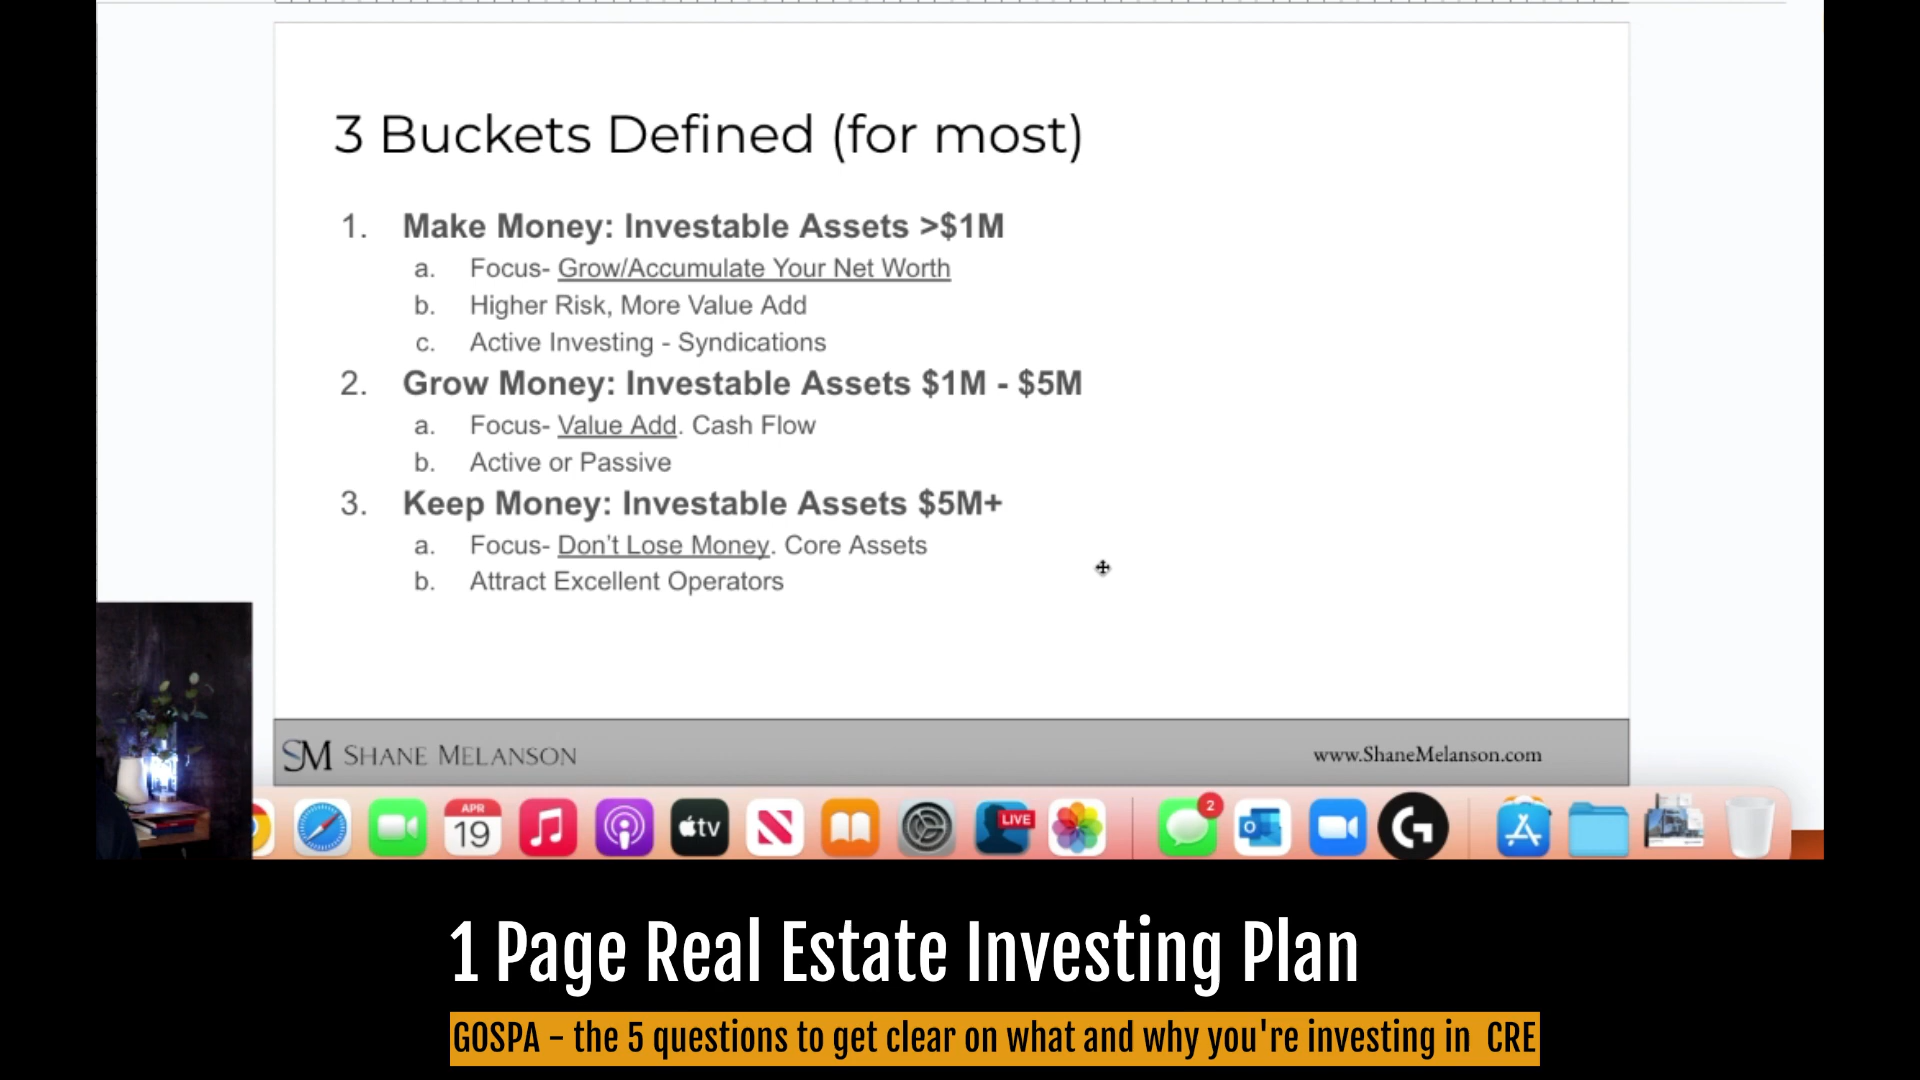 3 Buckets Defined (for most)
1. Make Money: Investable Assets >$1M
a. Focus- Grow/Accumulate Your Net Worth
b. Higher Risk, More Value Add
c. Active Investing - Syndications
2. Grow Money: Investable Assets $1M - $5M
a. Focus- Value Add. Cash Flow
b. Active or Passive
3. Keep Money: Investable Assets $5M+
a. Focus- Don't Lose Money. Core Assets
b. Attract Excellent Operators
SM SHANE MELANSON
www.ShaneMelanson.com
APR
19
tv
LIVE
2
1 Page Real Estate Investing Plan
GOSPA - the 5 questions to get clear on what and why you're investing in CRE